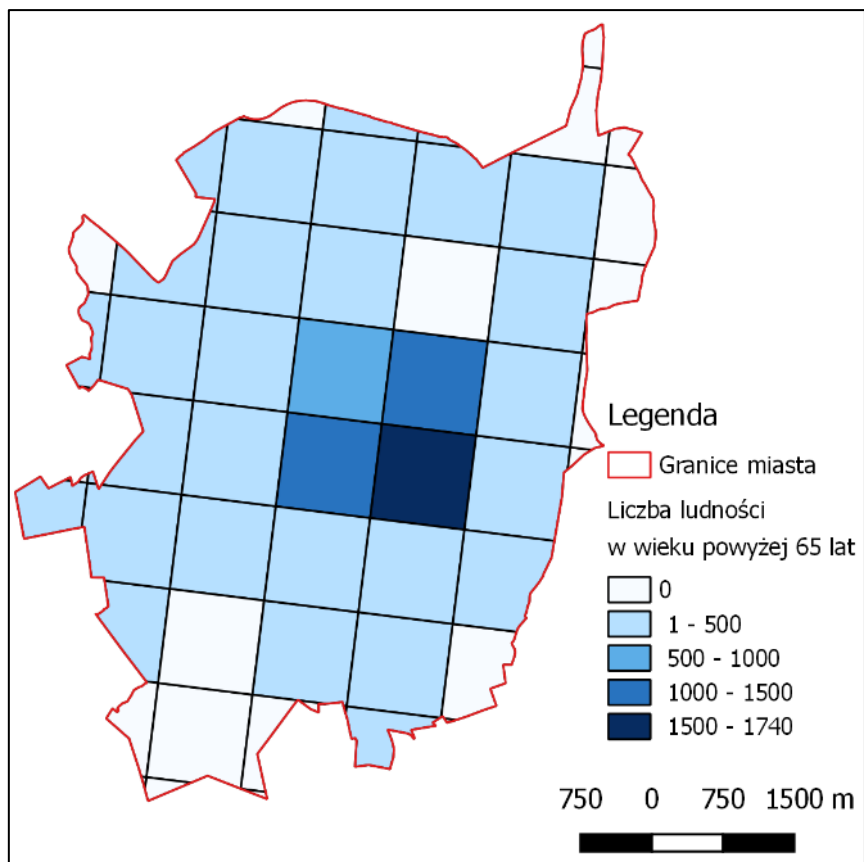 Legenda
Granice miasta
Liczba ludności
w wieku powyżej 65 lat
0
1 - 500
500 - 1000
1000 - 1500
1500 - 1740
750 0 750 1500 m